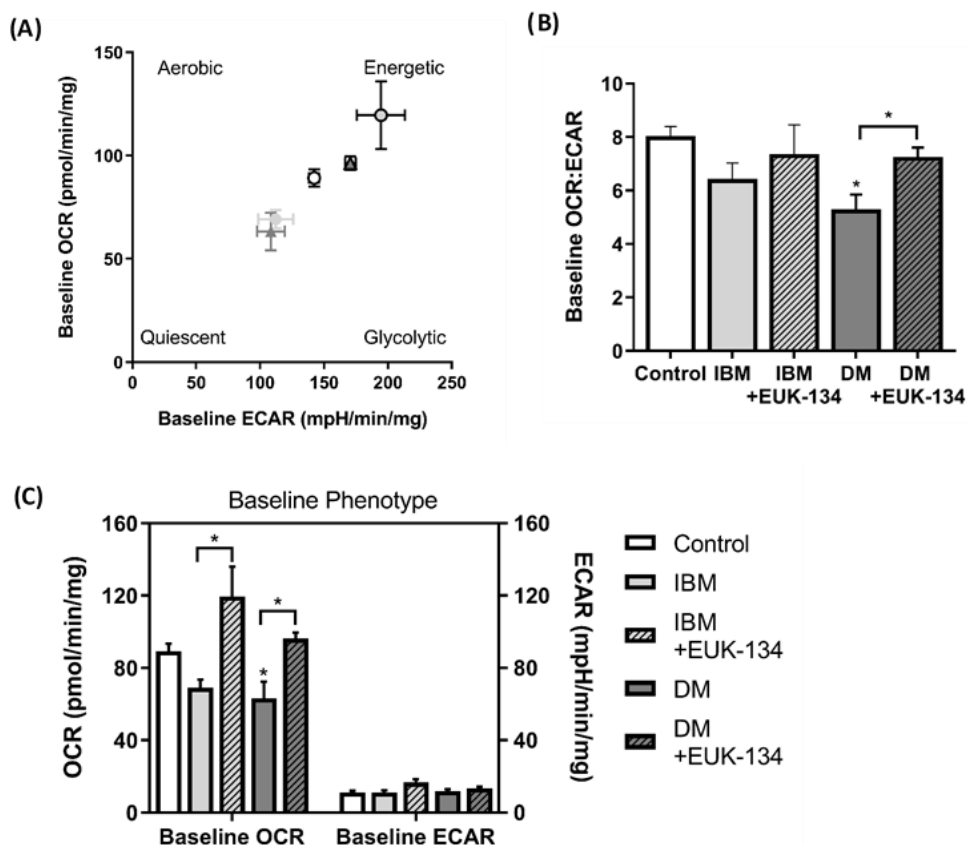 (A)
150
Aerobic
Energetic
100
50
Quiescent
Glycolytic
0
0
50
100
150
200
250
Baseline OCR (pmol/min/mg)
Baseline ECAR (mpH/min/mg)
(B)
10
8
6
4
2
0
*
*
Baseline OCR:ECAR
Control
IBM
IBM
+EUK-134
DM
DM
+EUK-134
(C)
Baseline Phenotype
160
120
80
40
0
OCR (pmol/min/mg)
*
*
*
160
120
80
40
0
ECAR (mpH/min/mg)
Baseline OCR
Baseline ECAR
Control
IBM
IBM
+EUK-134
DM
DM
+EUK-134